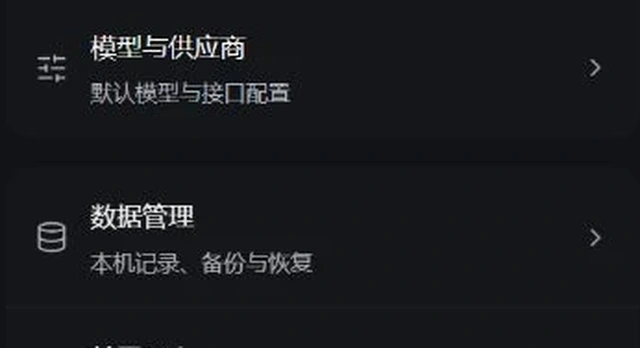 模型与供应商
默认模型与接口配置
数据管理
本机记录、备份与恢复